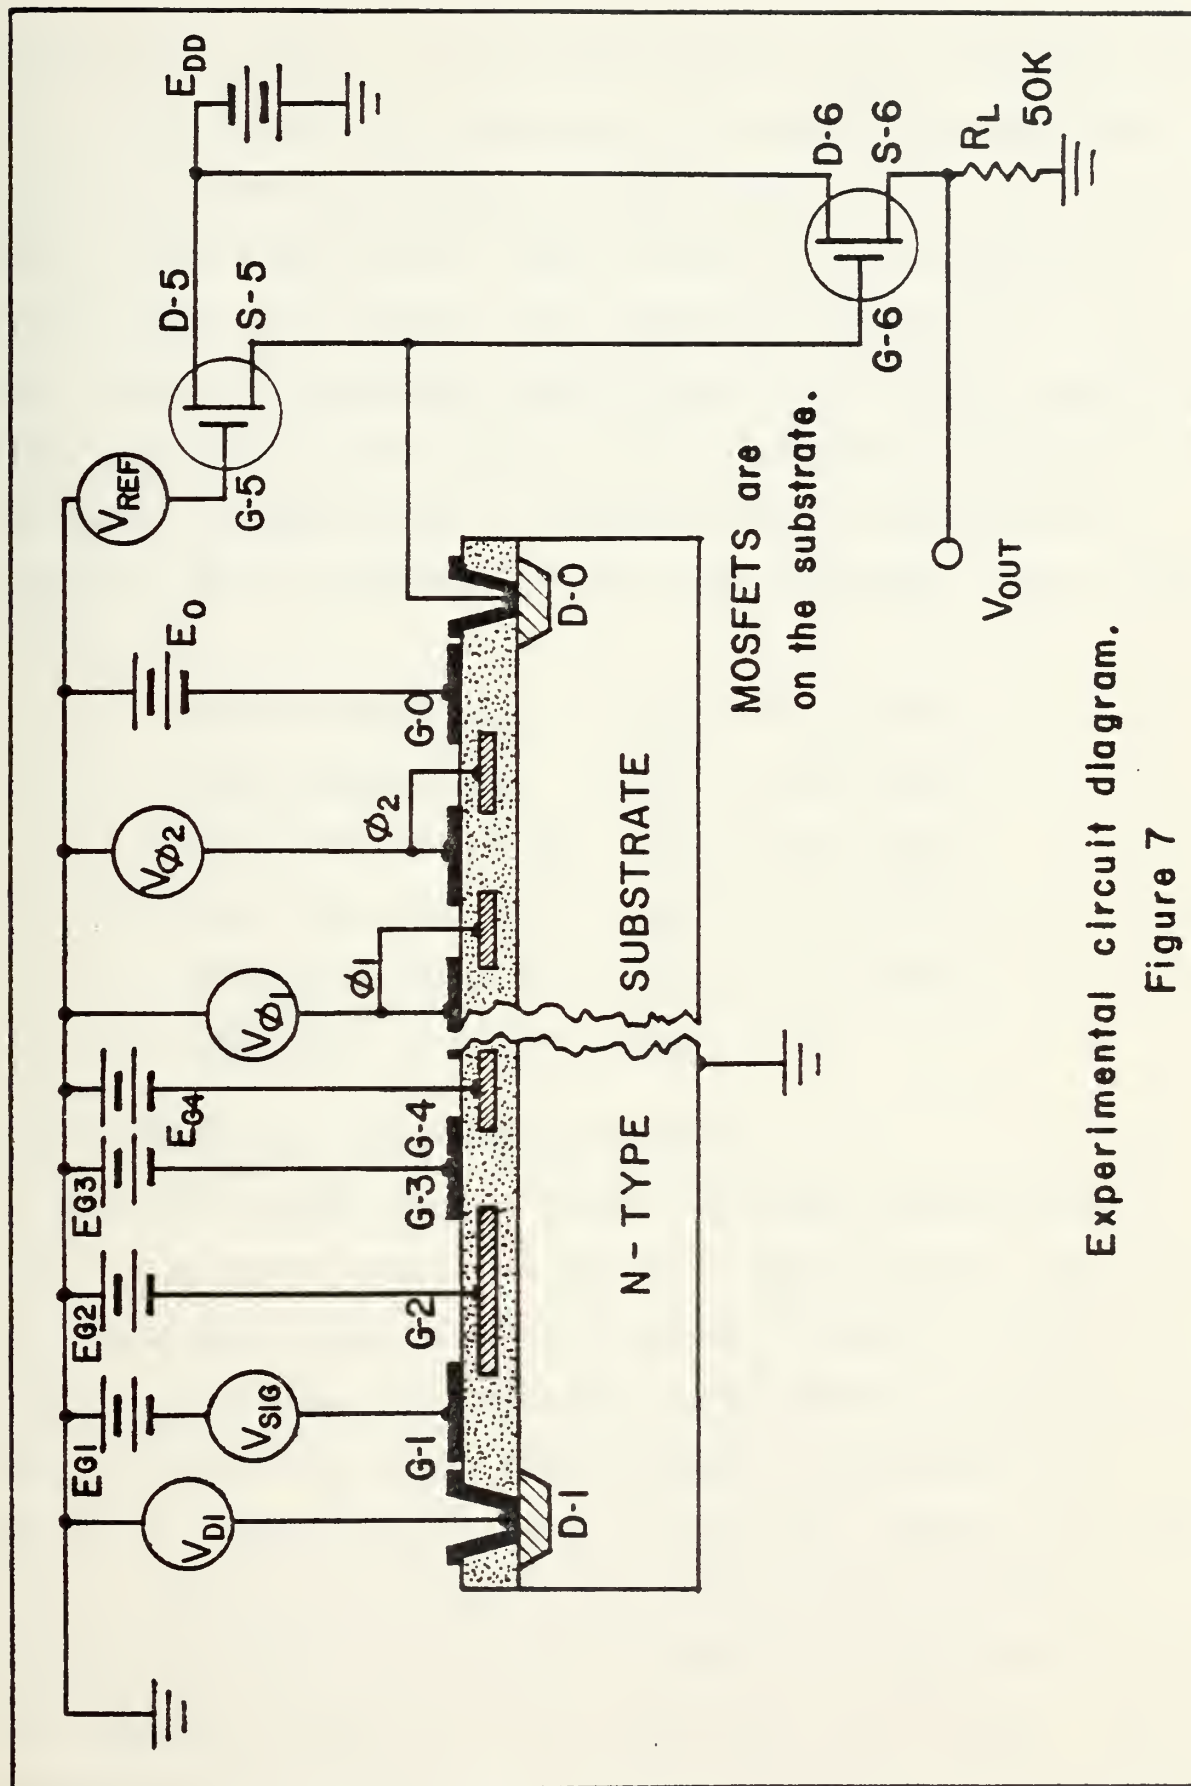 EG1
EG2
EG3
EG4
VD1
VSIG
Vφ1
Vφ2
EO
VREF
EDD
D-5
S-5
G-5
G-1
G-2
G-3
G-4
φ1
φ2
G-0
D-1
D-0
N-TYPE SUBSTRATE
MOSFETS are
on the substrate.
G-6
D-6
S-6
RL
50K
VOUT
Experimental circuit diagram.
Figure 7